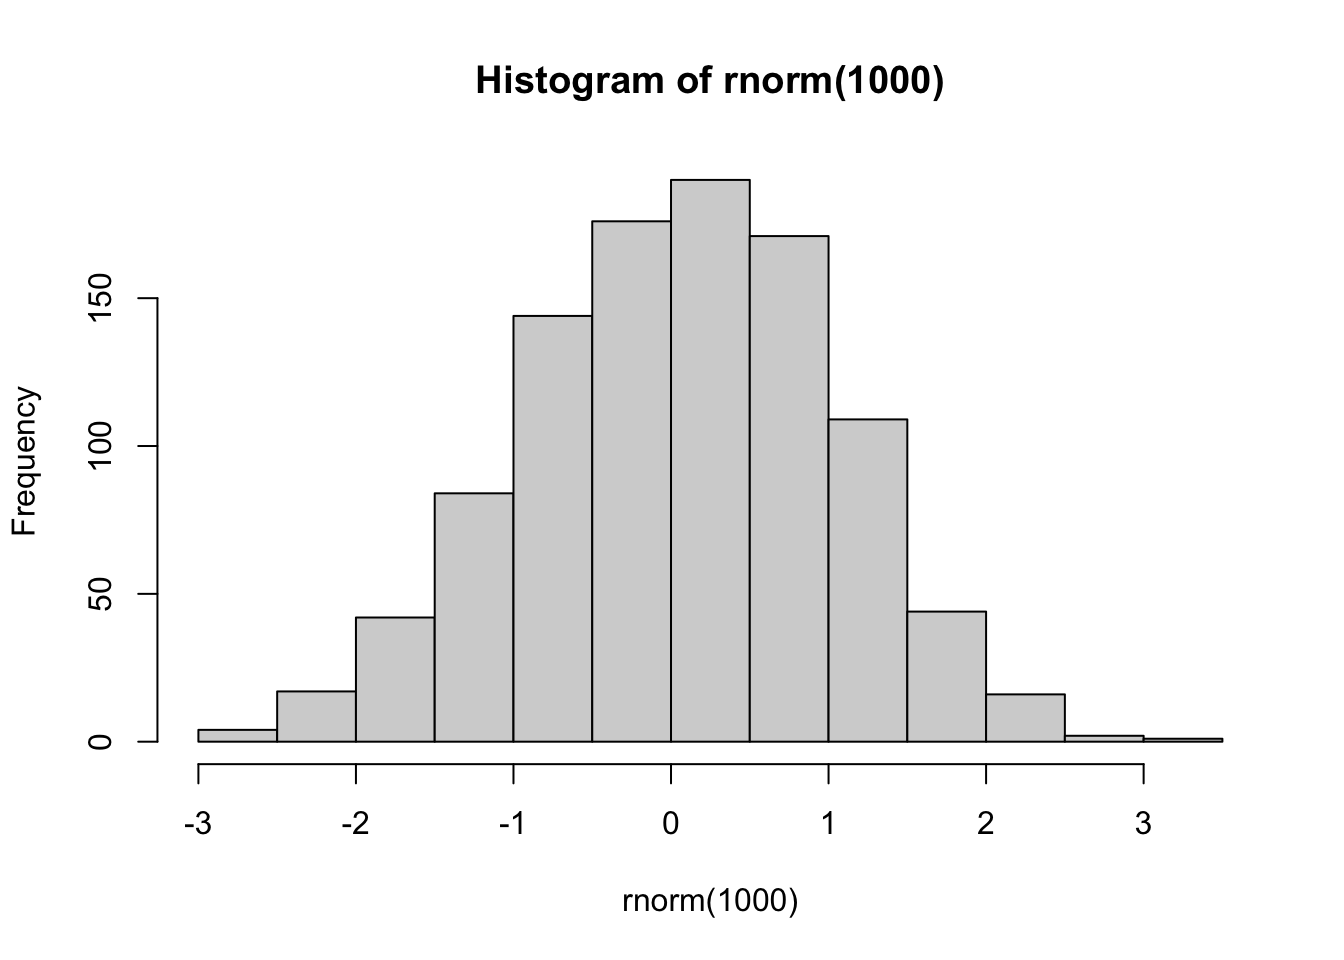 Histogram of rnorm(1000)
Frequency
150
100
50
0
-3 -2 -1 0 1 2 3
rnorm(1000)